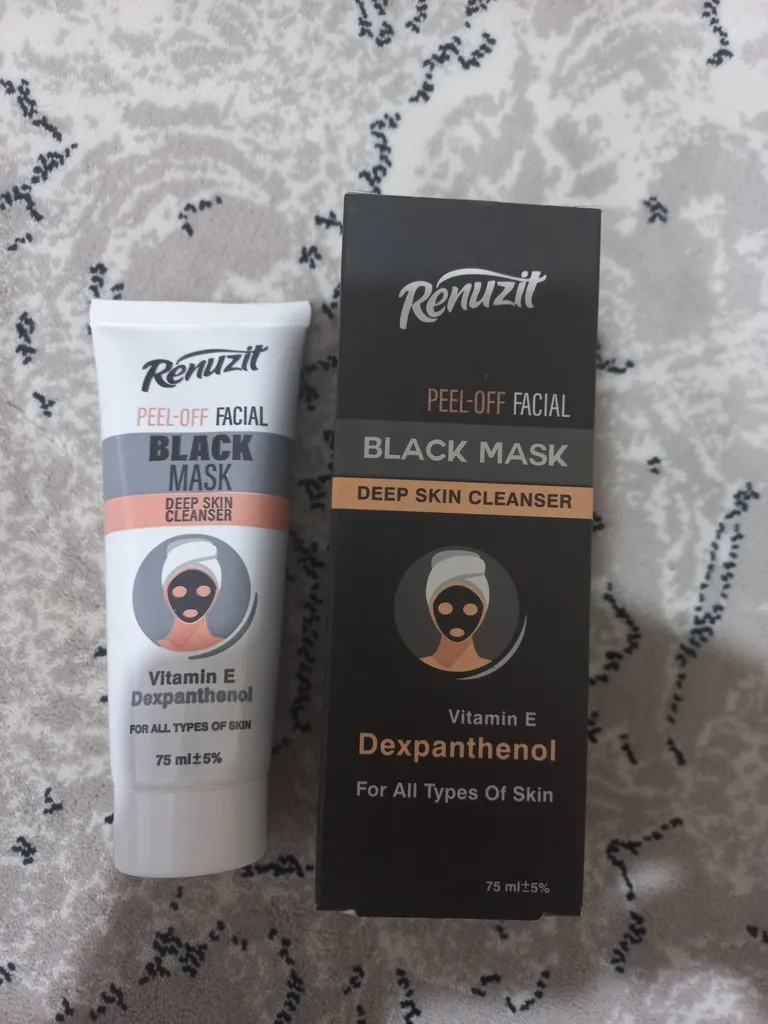 Renuzit
PEEL-OFF FACIAL
BLACK
MASK
DEEP SKIN
CLEANSER
Vitamin E
Dexpanthenol
FOR ALL TYPES OF SKIN
75 ml±5%
Renuzit
PEEL-OFF FACIAL
BLACK MASK
DEEP SKIN CLEANSER
Vitamin E
Dexpanthenol
For All Types Of Skin
75 ml±5%